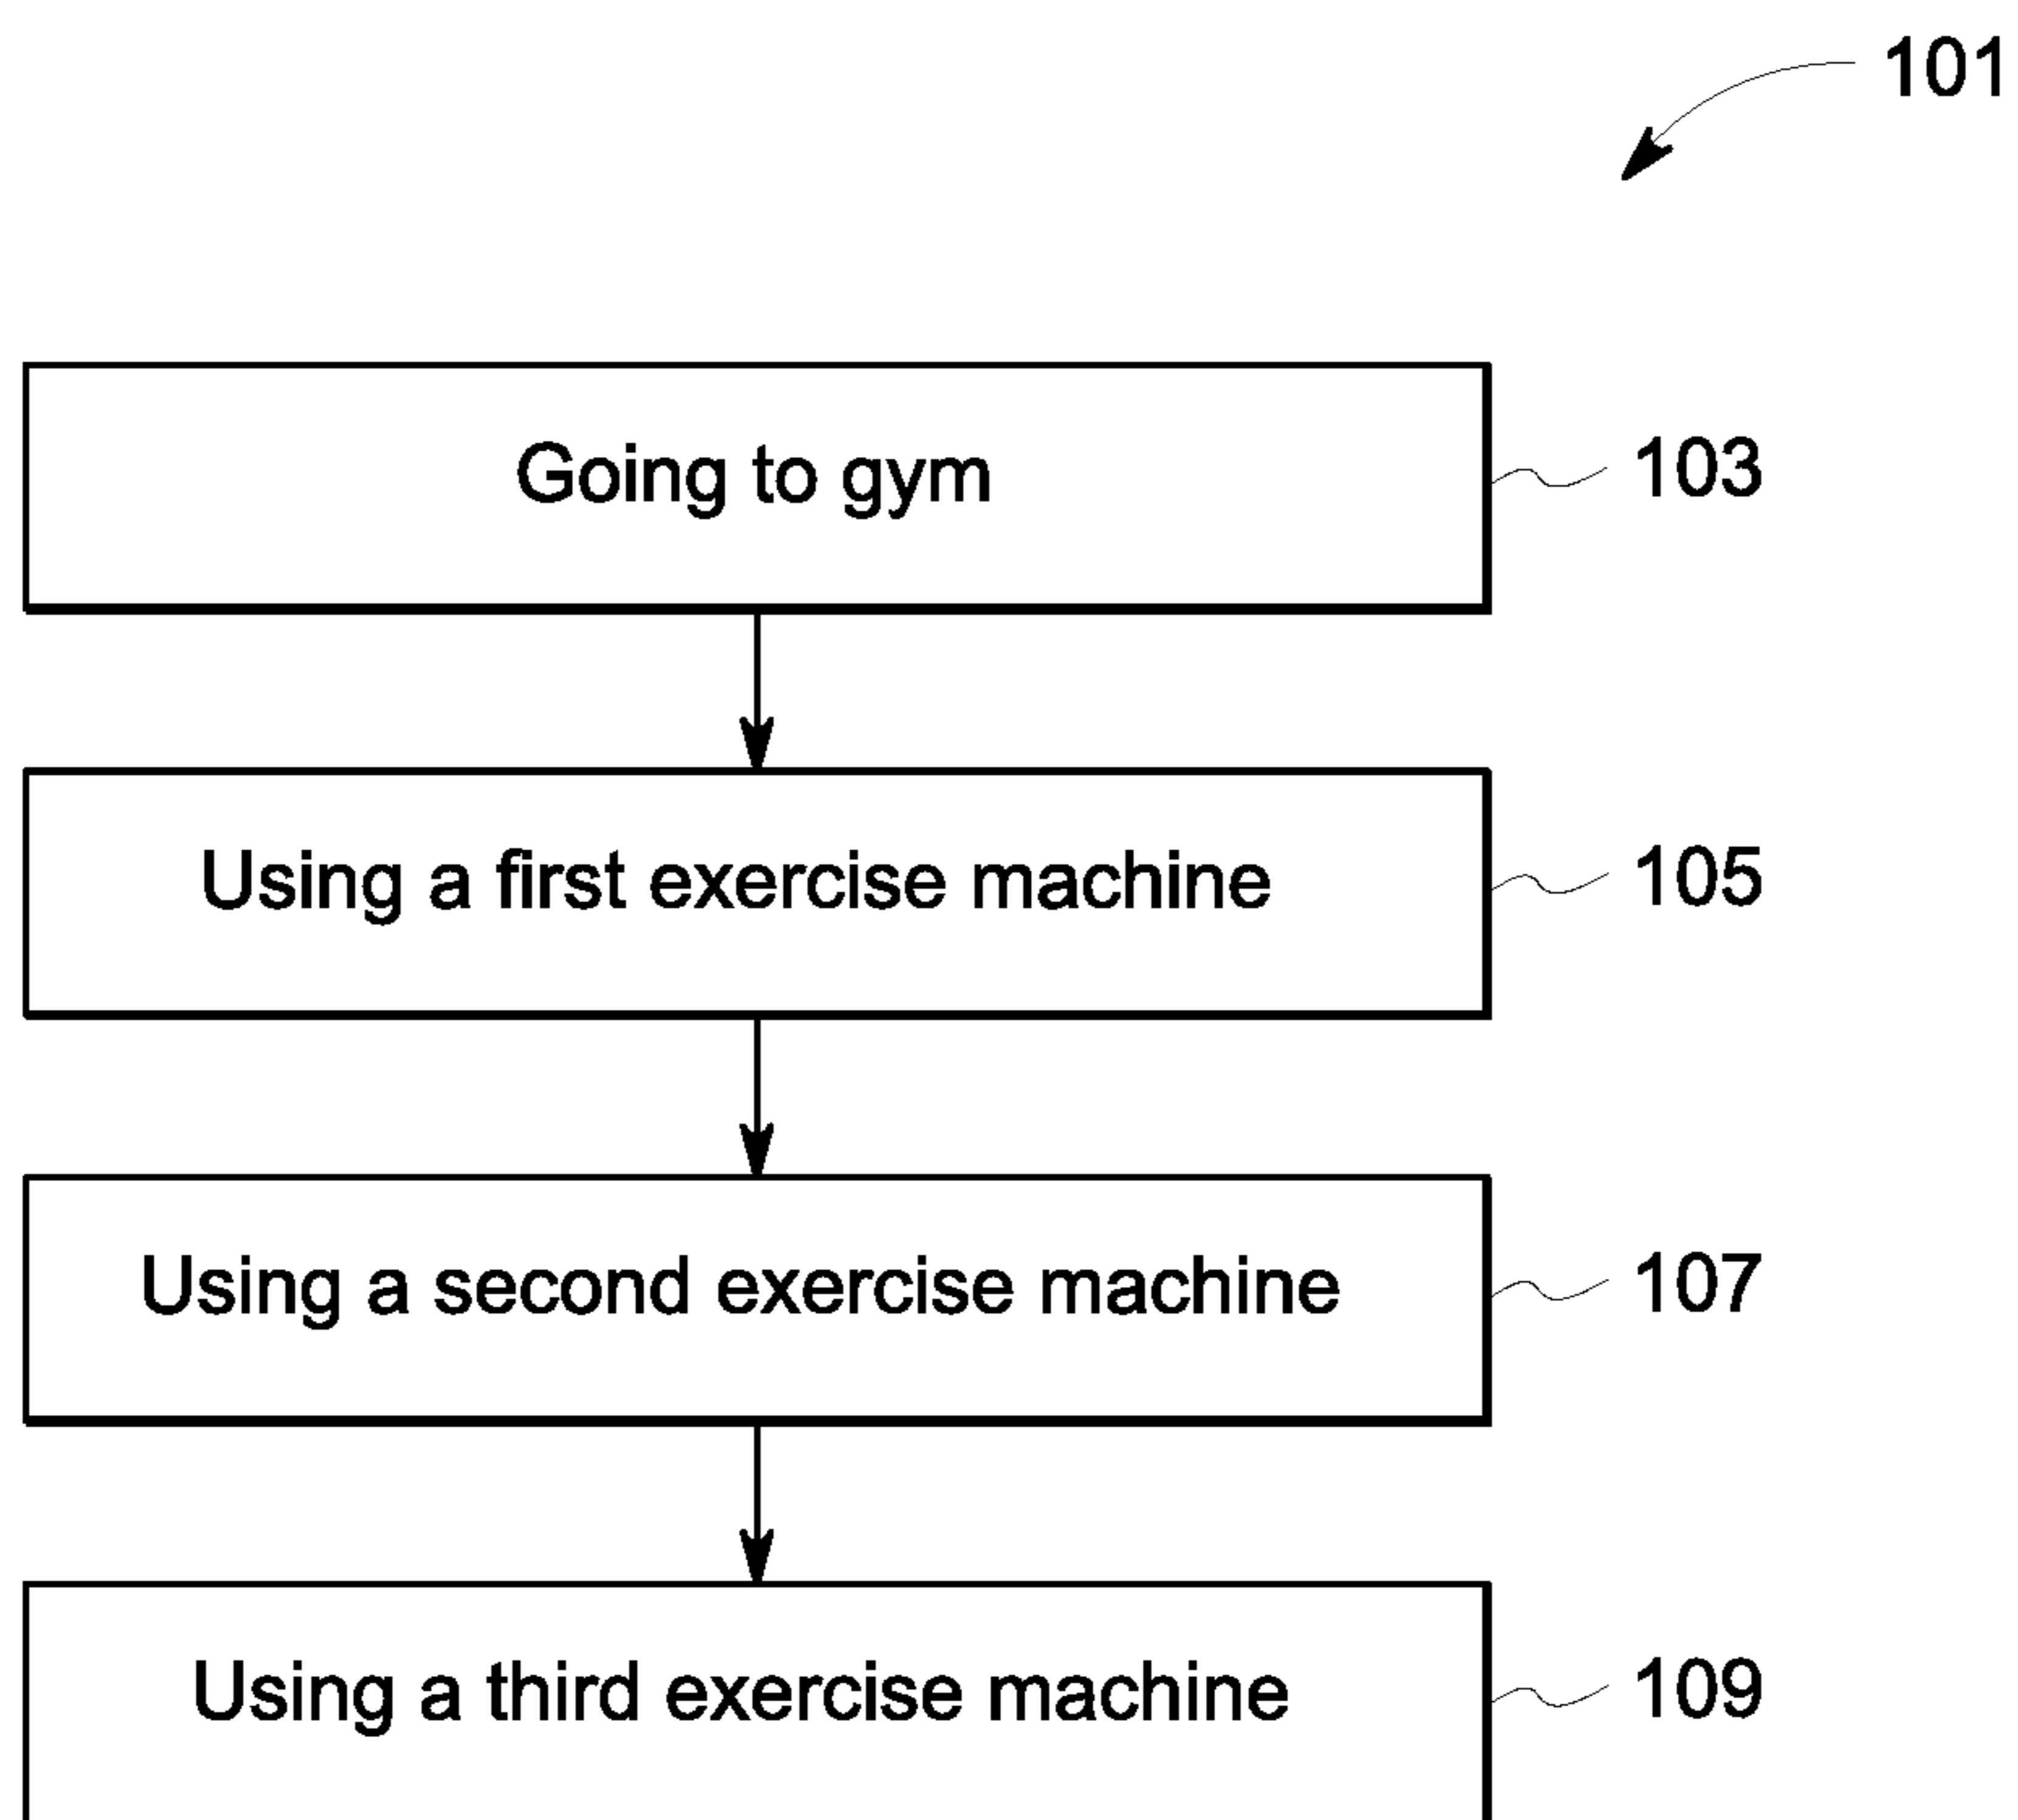 101
Going to gym
103
Using a first exercise machine
105
Using a second exercise machine
107
Using a third exercise machine
109